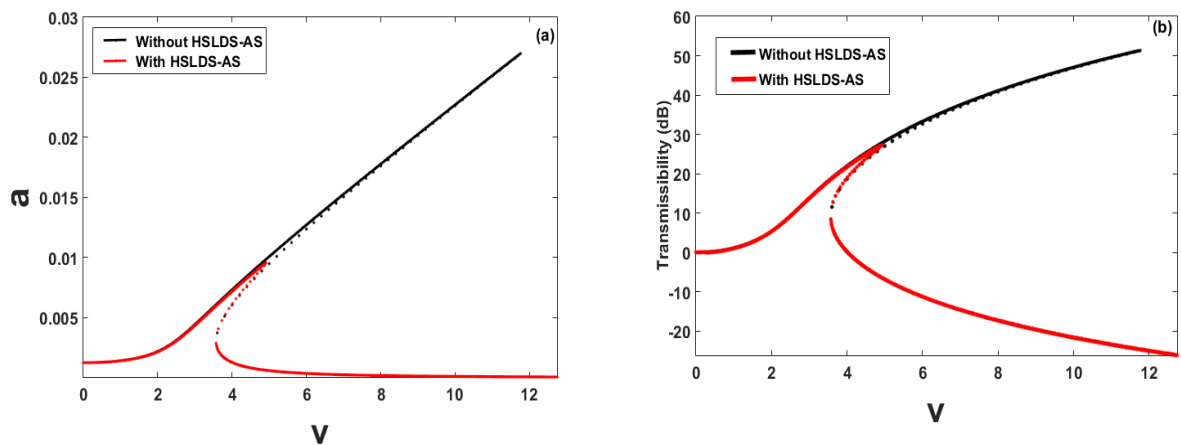 0.03
0.025
0.02
0.015
0.01
0.005
a
0 2 4 6 8 10 12
v
Without HSLDS-AS
With HSLDS-AS
(a)
60
50
40
30
20
10
0
-10
-20
Transmissibility (dB)
0 2 4 6 8 10 12
v
Without HSLDS-AS
With HSLDS-AS
(b)